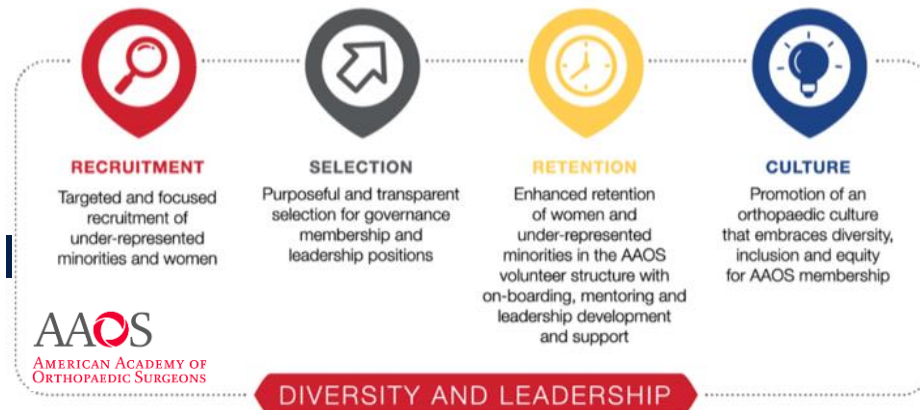 RECRUITMENT
Targeted and focused
recruitment of
under-represented
minorities and women
SELECTION
Purposeful and transparent
selection for governance
membership and
leadership positions
RETENTION
Enhanced retention
of women and
under-represented
minorities in the AAOS
volunteer structure with
on-boarding, mentoring and
leadership development
and support
CULTURE
Promotion of an
orthopaedic culture
that embraces diversity,
inclusion and equity
for AAOS membership
AAOS
AMERICAN ACADEMY OF
ORTHOPAEDIC SURGEONS
DIVERSITY AND LEADERSHIP